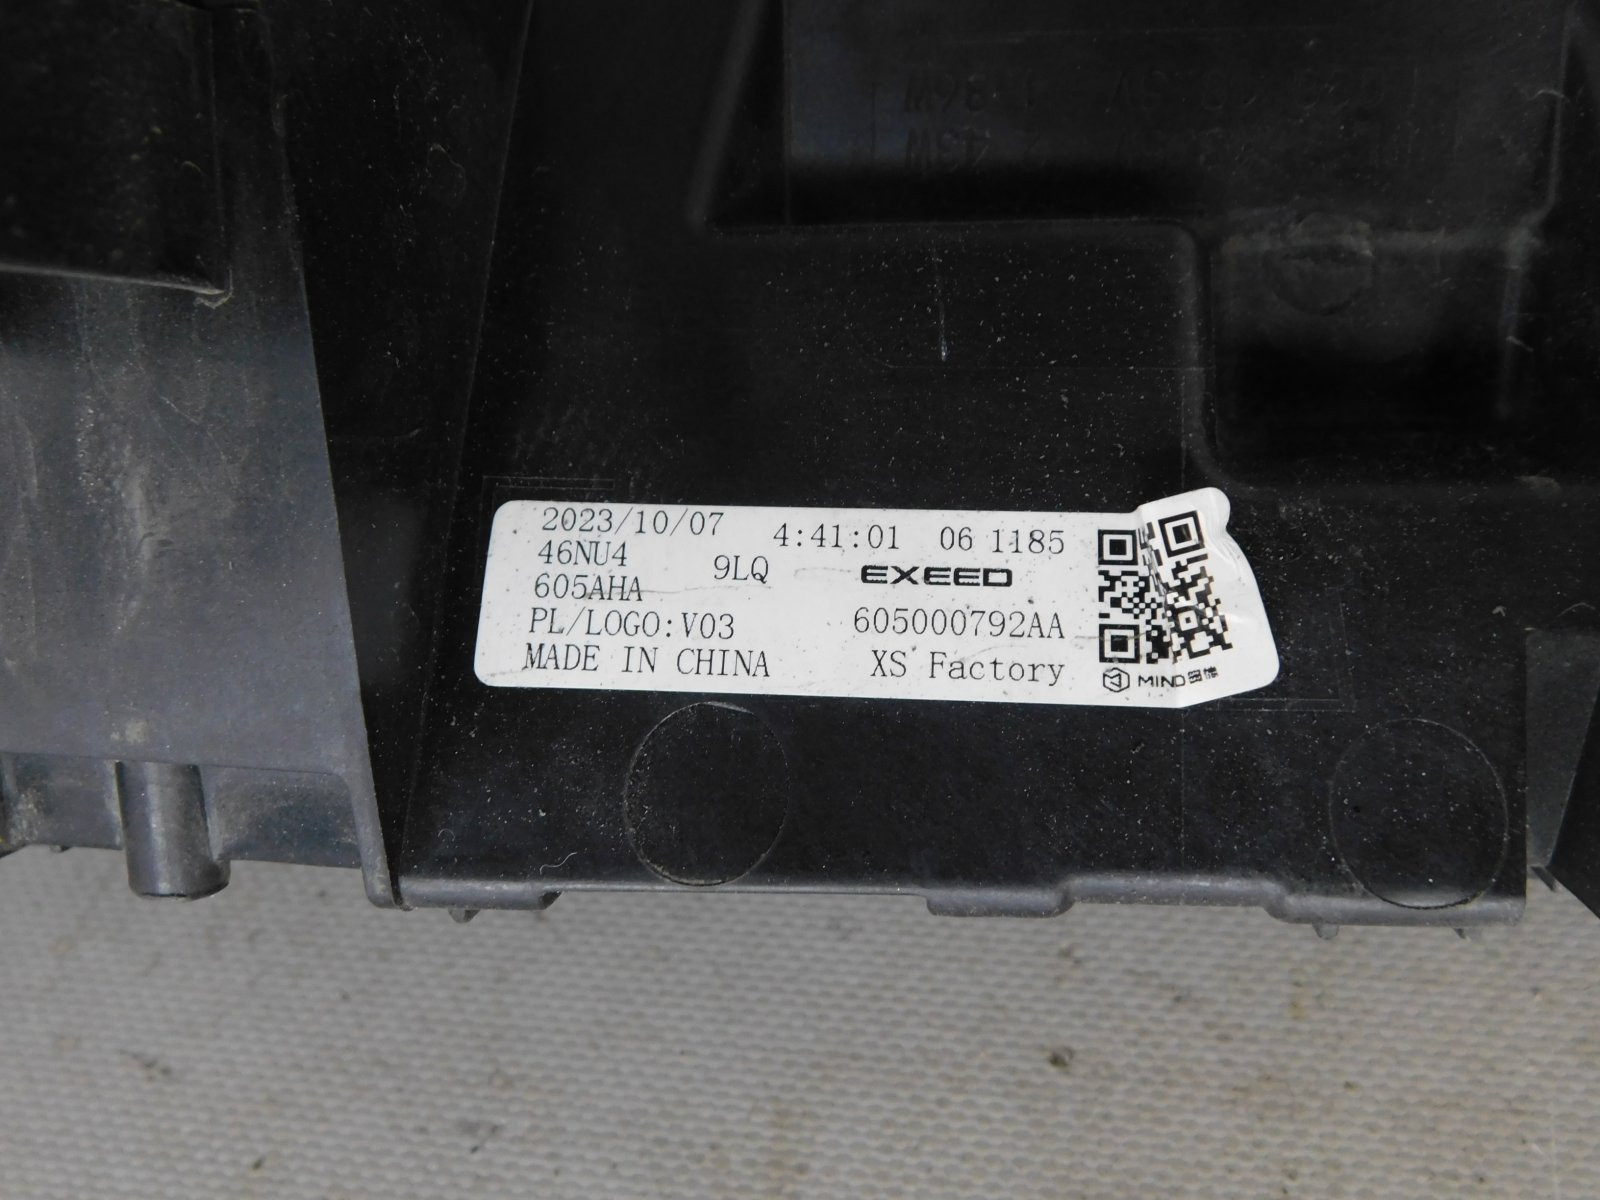 2023/10/07 4:41:01 06 1185
46NU4 9LQ EXEED
605AHA
PL/LOGO:V03 605000792AA
MADE IN CHINA XS Factory
MIND